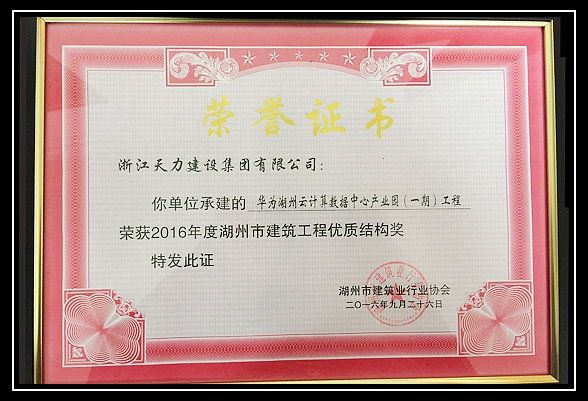 荣誉证书
浙江天力建设集团有限公司：
你单位承建的 华为湖州云计算数据中心产业园（一期）工程
荣获2016年度湖州市建筑工程优质结构奖
特发此证
湖州市建筑业行业协会
二〇一六年九月二十六日